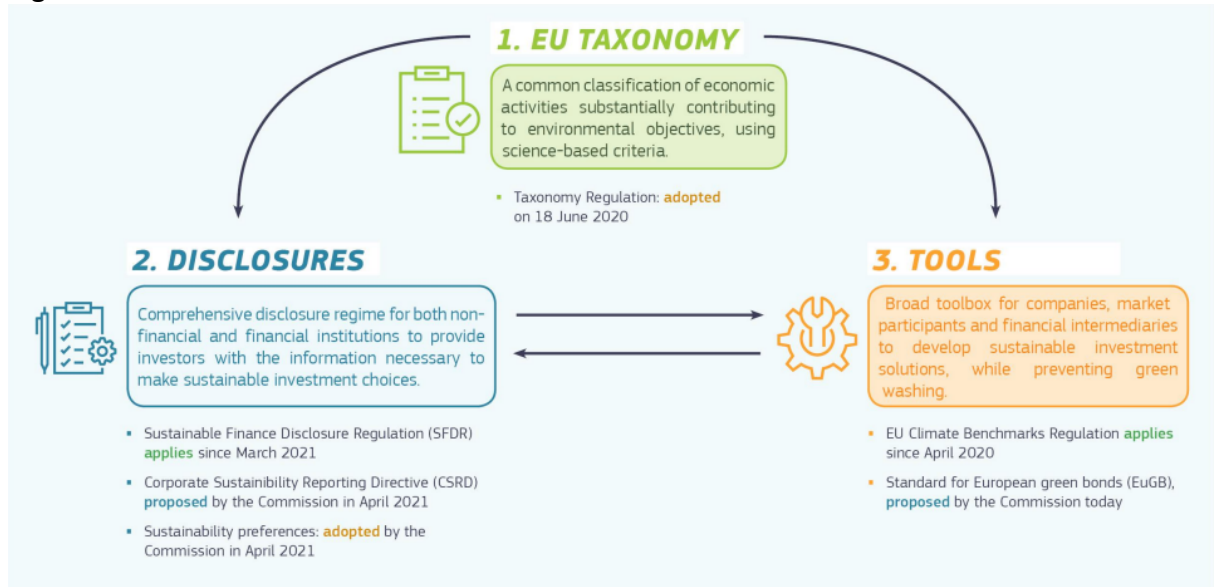 1. EU TAXONOMY
A common classification of economic
activities substantially contributing
to environmental objectives, using
science-based criteria.
▪ Taxonomy Regulation: adopted
on 18 June 2020
2. DISCLOSURES
Comprehensive disclosure regime for both non-
financial and financial institutions to provide
investors with the information necessary to
make sustainable investment choices.
▪ Sustainable Finance Disclosure Regulation (SFDR)
applies since March 2021
▪ Corporate Sustainibility Reporting Directive (CSRD)
proposed by the Commission in April 2021
▪ Sustainability preferences: adopted by the
Commission in April 2021
3. TOOLS
Broad toolbox for companies, market
participants and financial intermediaries
to develop sustainable investment
solutions, while preventing green
washing.
▪ EU Climate Benchmarks Regulation applies
since April 2020
▪ Standard for European green bonds (EuGB),
proposed by the Commission today